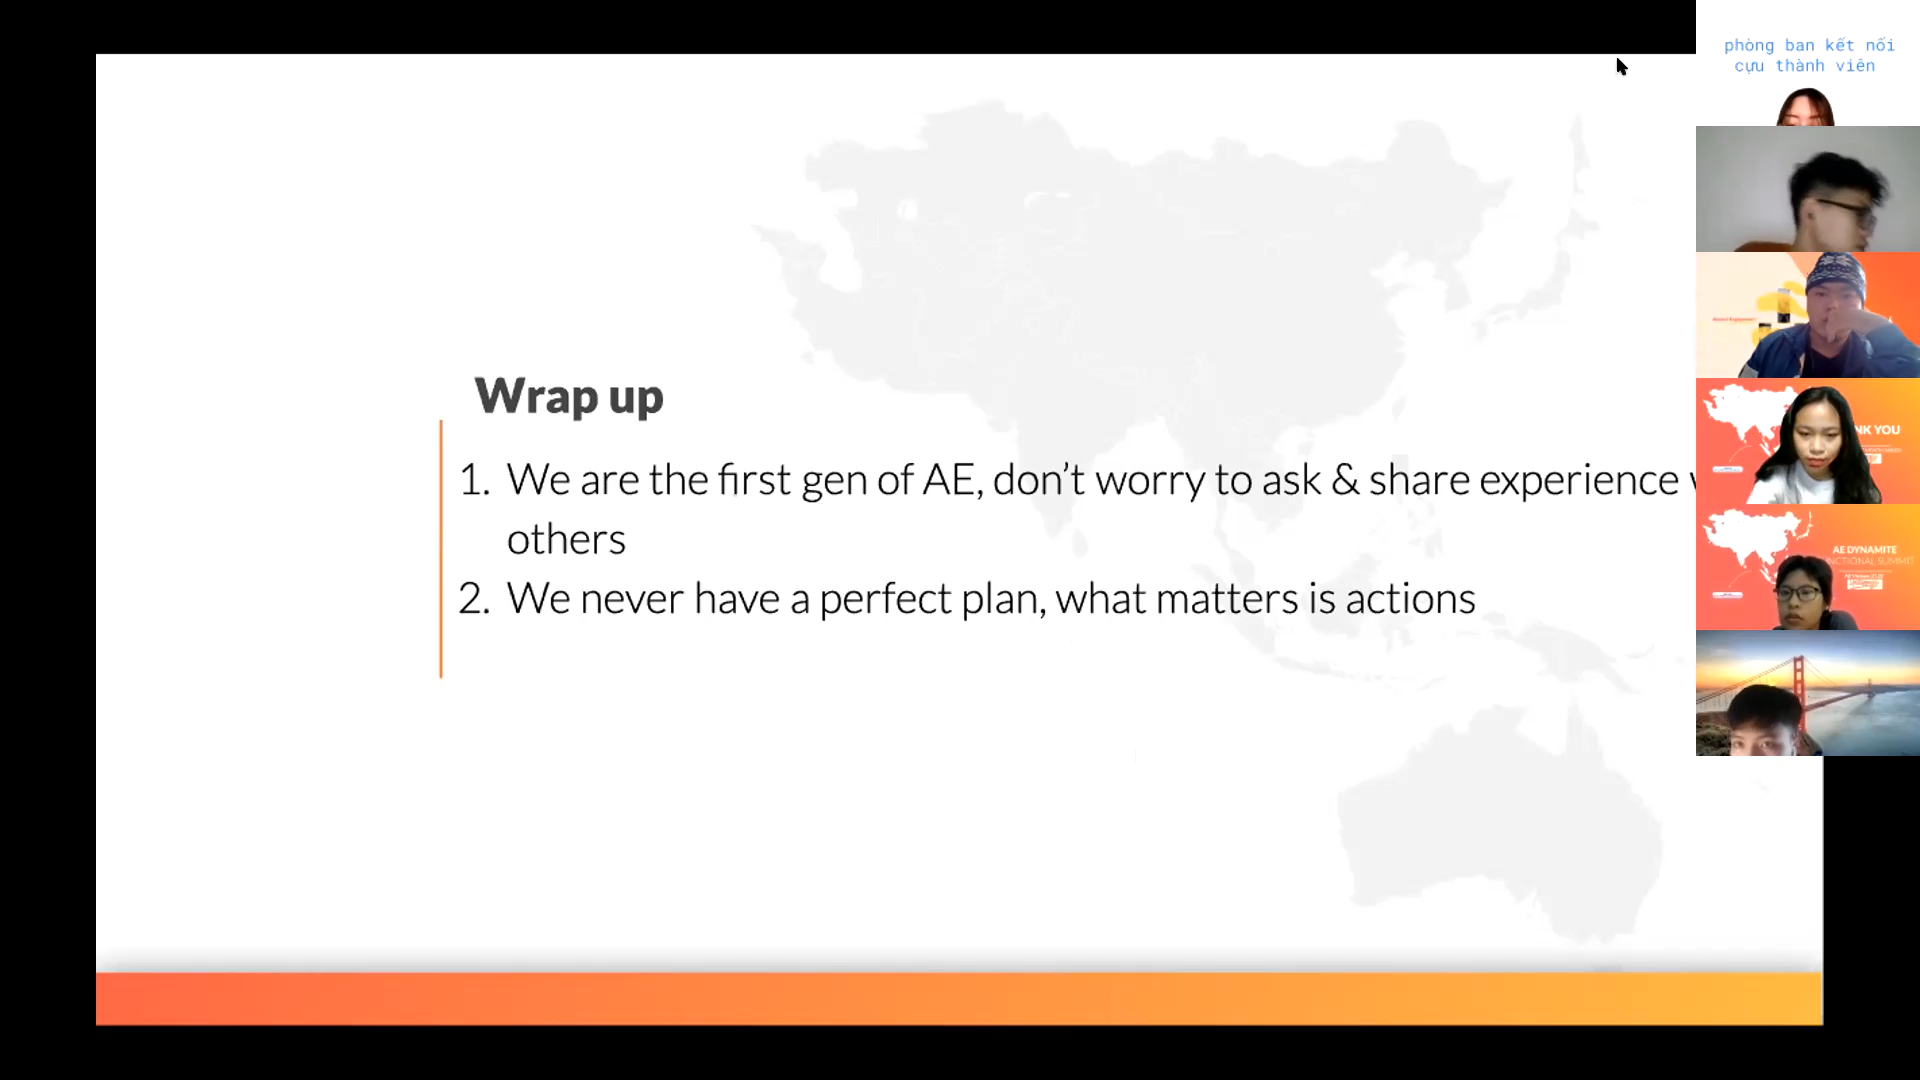 phòng ban kết nối
cựu thành viên
Wrap up
1. We are the first gen of AE, don't worry to ask & share experience
others
2. We never have a perfect plan, what matters is actions
NK YOU
AE DYNAMITE
NCTIONAL SUMMIT